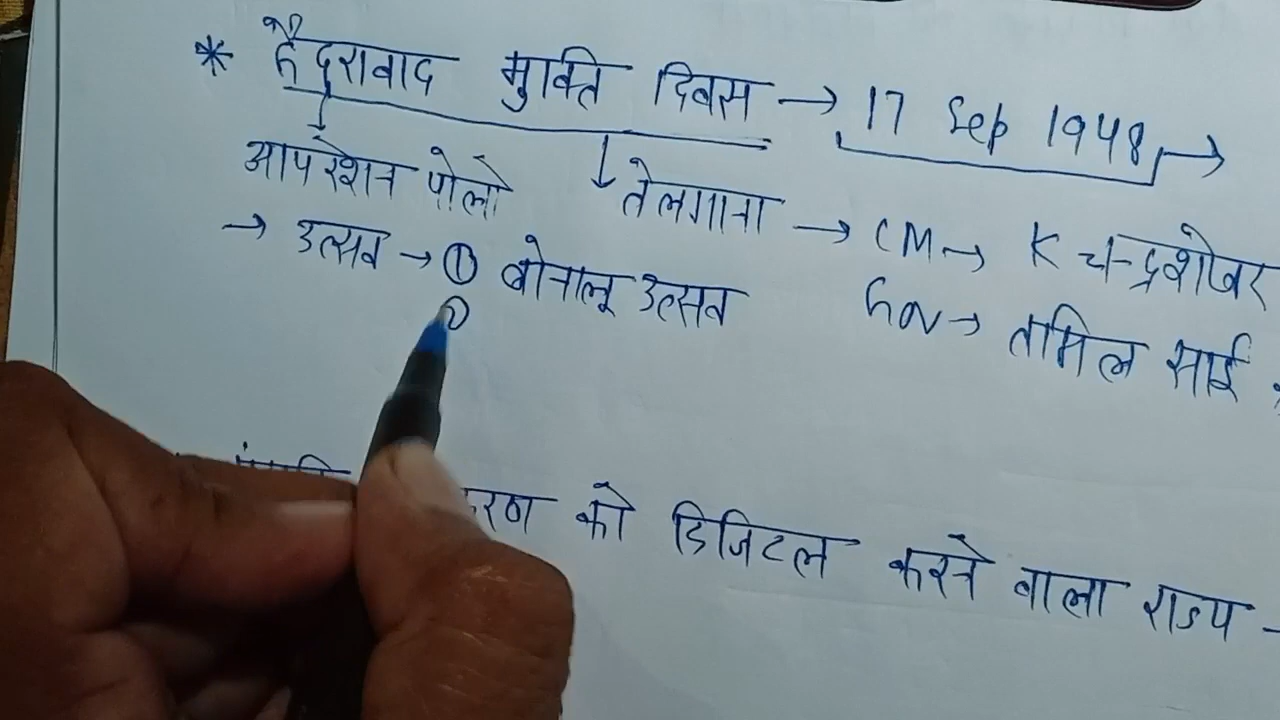 * हैदराबाद मुक्ति दिवस → 17 Sep 1948 →
आपरेशन पोलो तेलगाना → CM → K चन्द्रशेखर
→ उत्सव → ① बोनालू उत्सव Gov → तामिल साई
②
को डिजिटल करने वाला राज्य -